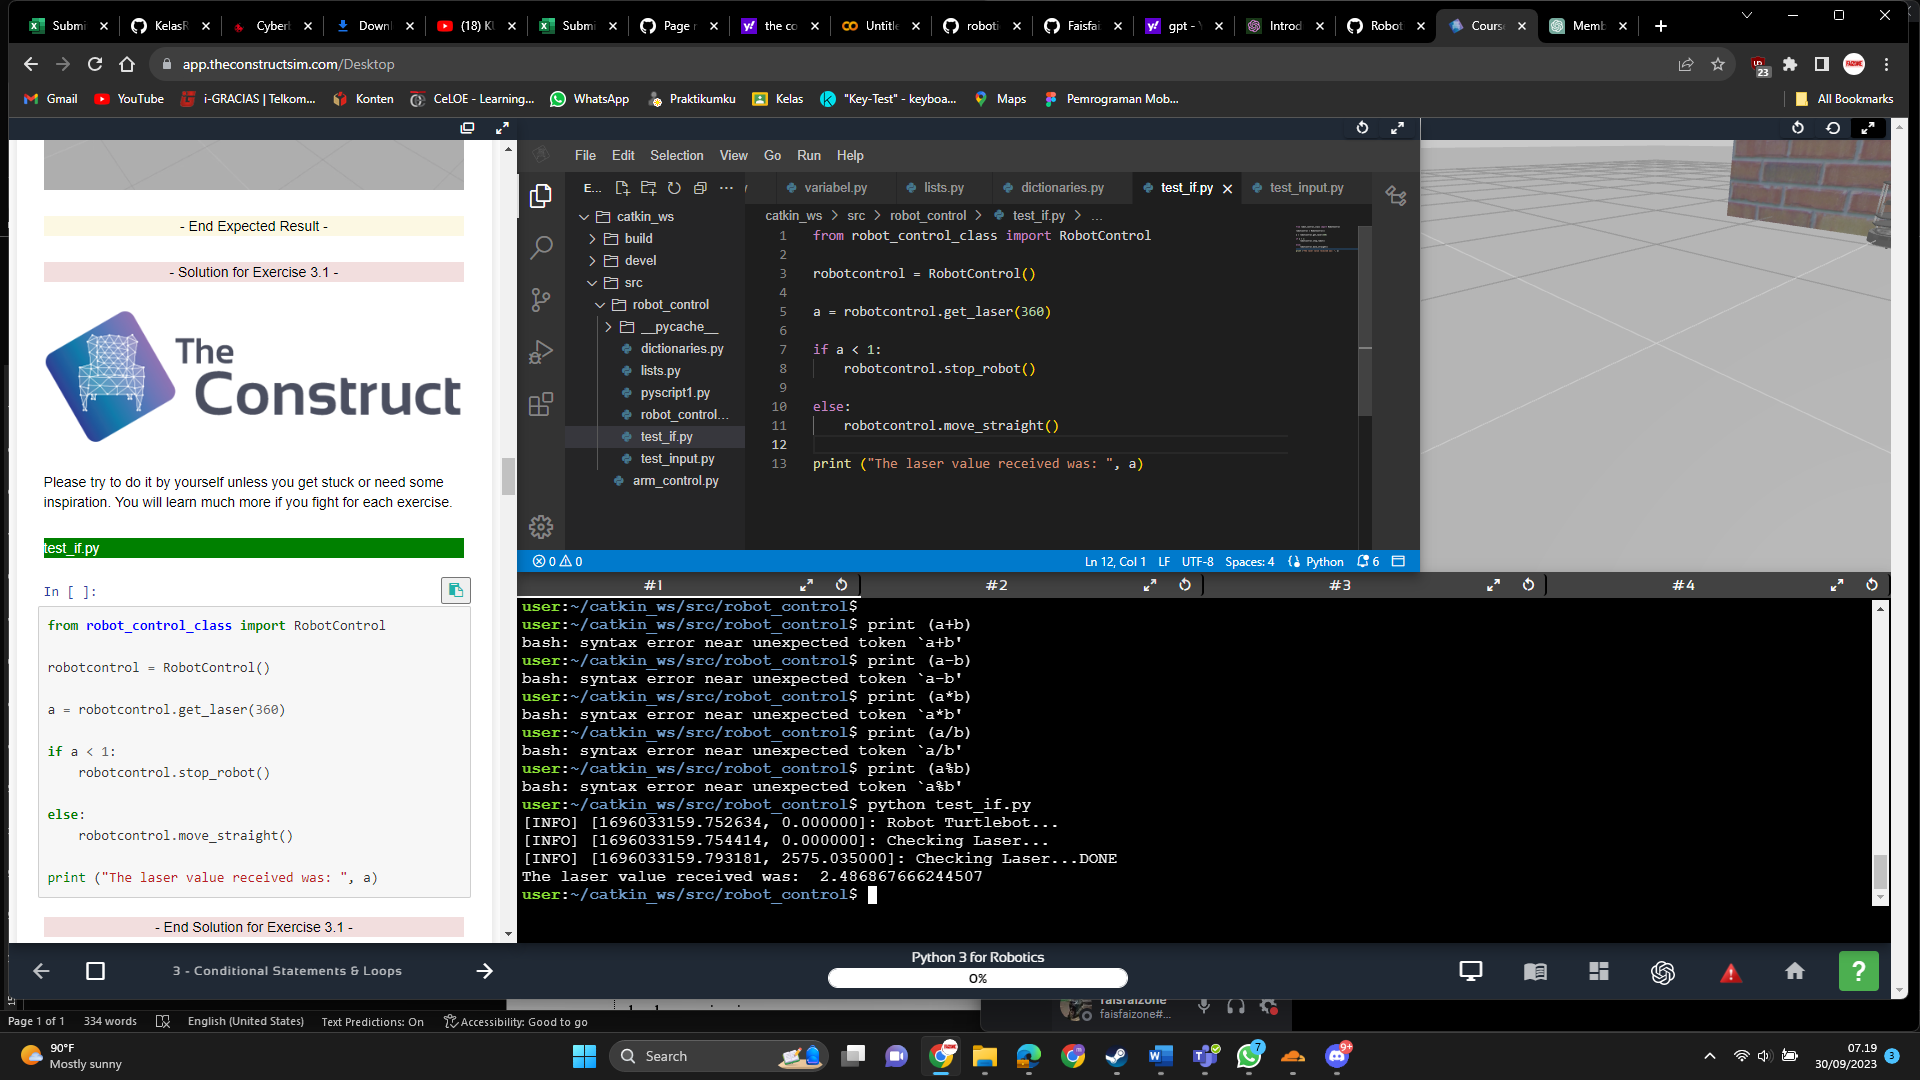 Submi
KelasR
Cyberl
Downl
(18) Kl
Submi
Page r
the co
Untitle
roboti
Faisfai
gpt - Y
Introd
Robot
Cours
Memb
app.theconstructsim.com/Desktop
23
Gmail
YouTube
i-GRACIAS | Telkom...
Konten
CeLOE - Learning...
WhatsApp
Praktikumku
Kelas
"Key-Test" - keyboa...
Maps
Pemrograman Mob...
All Bookmarks
- End Expected Result -
- Solution for Exercise 3.1 -
The
Construct
Please try to do it by yourself unless you get stuck or need some
inspiration. You will learn much more if you fight for each exercise.
test_if.py
In [ ]:
from robot_control_class import RobotControl
robotcontrol = RobotControl()
a = robotcontrol.get_laser(360)
if a < 1:
robotcontrol.stop_robot()
else:
robotcontrol.move_straight()
print ("The laser value received was: ", a)
- End Solution for Exercise 3.1 -
File Edit Selection View Go Run Help
E...
variabel.py
lists.py
dictionaries.py
test_if.py
test_input.py
catkin_ws
build
devel
src
robot_control
__pycache__
dictionaries.py
lists.py
pyscript1.py
robot_control...
test_if.py
test_input.py
arm_control.py
catkin_ws > src > robot_control > test_if.py > ...
1 from robot_control_class import RobotControl
2
3 robotcontrol = RobotControl()
4
5 a = robotcontrol.get_laser(360)
6
7 if a < 1:
8 robotcontrol.stop_robot()
9
10 else:
11 robotcontrol.move_straight()
12
13 print ("The laser value received was: ", a)
0 0
Ln 12, Col 1 LF UTF-8 Spaces: 4 Python 6
#1
#2
#3
#4
user:~/catkin_ws/src/robot_control$
user:~/catkin_ws/src/robot_control$ print (a+b)
bash: syntax error near unexpected token `a+b'
user:~/catkin_ws/src/robot_control$ print (a-b)
bash: syntax error near unexpected token `a-b'
user:~/catkin_ws/src/robot_control$ print (a*b)
bash: syntax error near unexpected token `a*b'
user:~/catkin_ws/src/robot_control$ print (a/b)
bash: syntax error near unexpected token `a/b'
user:~/catkin_ws/src/robot_control$ print (a%b)
bash: syntax error near unexpected token `a%b'
user:~/catkin_ws/src/robot_control$ python test_if.py
[INFO] [1696033159.752634, 0.000000]: Robot Turtlebot...
[INFO] [1696033159.754414, 0.000000]: Checking Laser...
[INFO] [1696033159.793181, 2575.035000]: Checking Laser...DONE
The laser value received was:  2.486867666244507
user:~/catkin_ws/src/robot_control$
3 - Conditional Statements & Loops
Python 3 for Robotics
0%
?
faisfaizone
faisfaizone#...
Page 1 of 1
334 words
English (United States)
Text Predictions: On
Accessibility: Good to go
90°F
Mostly sunny
Search
7
9+
07.19
30/09/2023
3